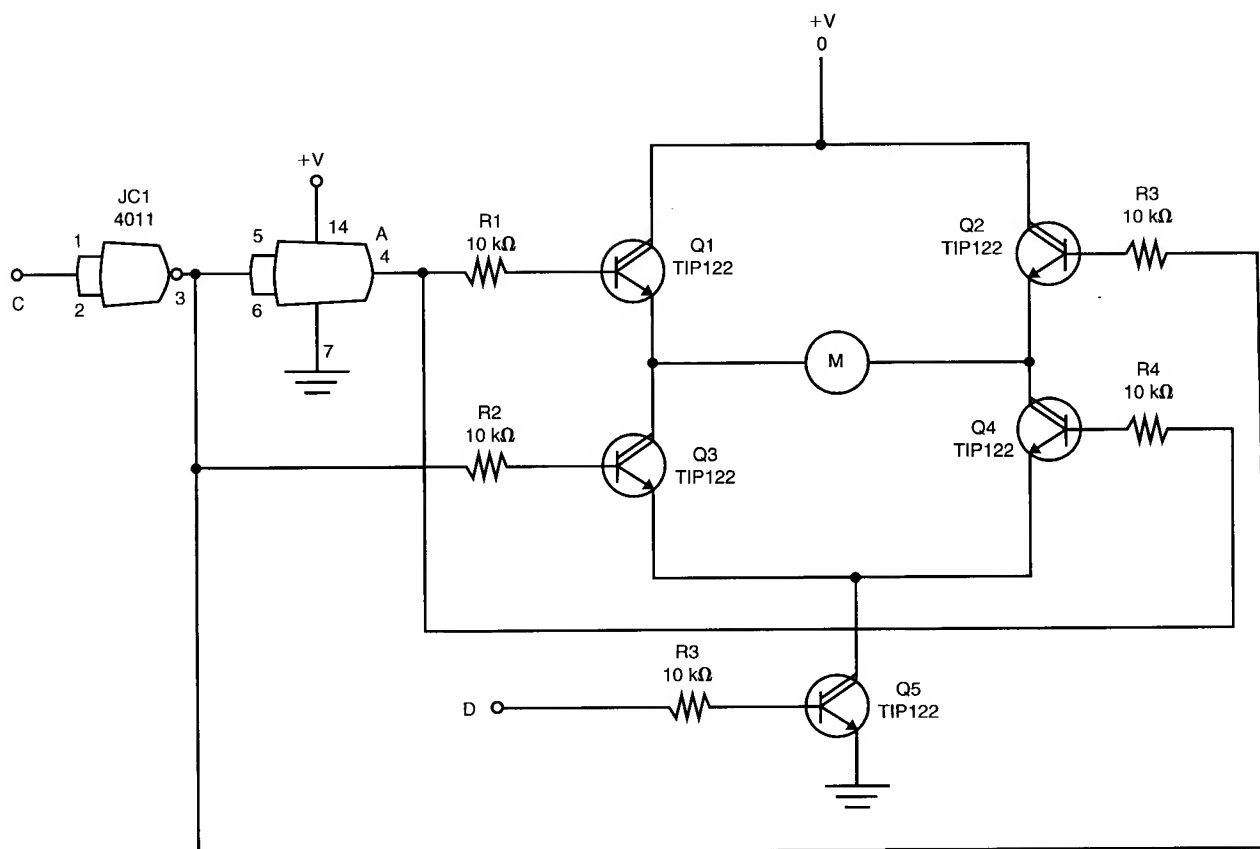 +V
0
+V
JC1
4011
1
2
3
C
5
6
14
A
4
7
R1
10 kΩ
Q1
TIP122
Q2
TIP122
R3
10 kΩ
M
R2
10 kΩ
Q3
TIP122
Q4
TIP122
R4
10 kΩ
R3
10 kΩ
D
Q5
TIP122